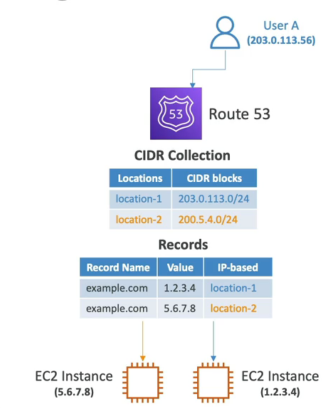 User A
(203.0.113.56)
53
Route 53
CIDR Collection
Locations CIDR blocks
location-1 203.0.113.0/24
location-2 200.5.4.0/24
Records
Record Name Value IP-based
example.com 1.2.3.4 location-1
example.com 5.6.7.8 location-2
EC2 Instance
(5.6.7.8)
EC2 Instance
(1.2.3.4)